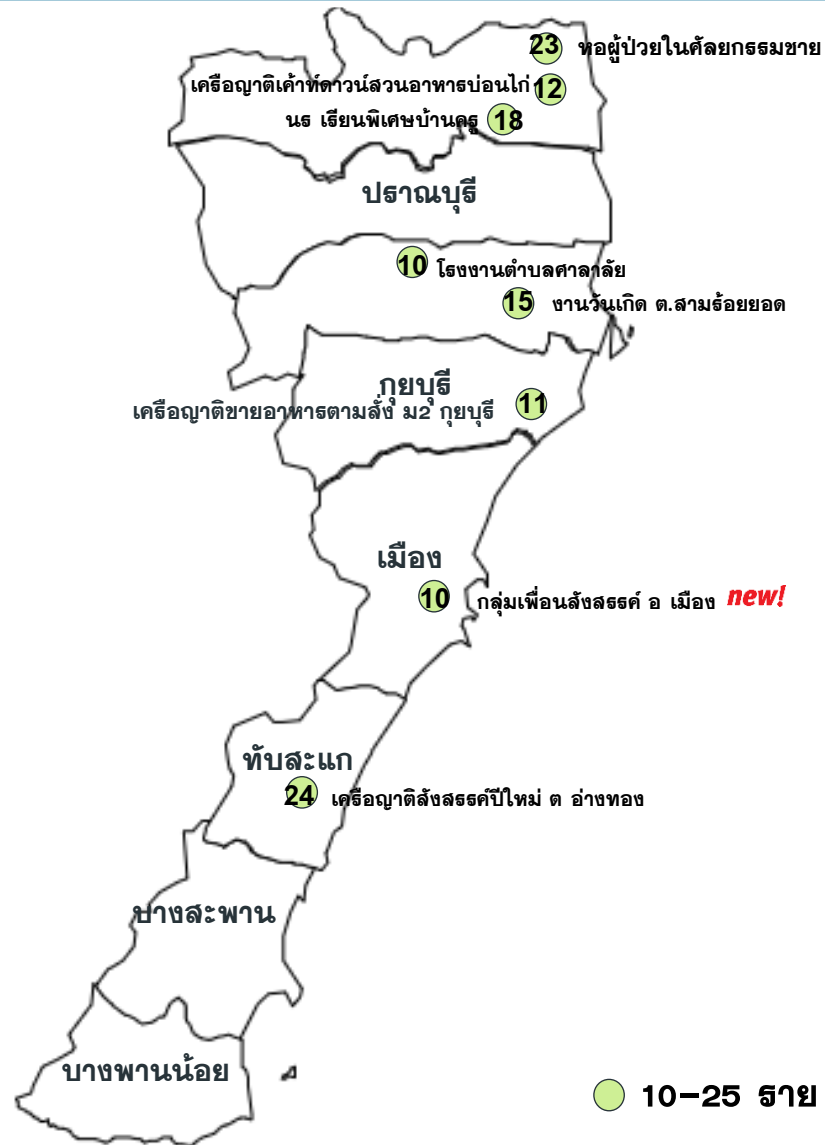 23 หอผู้ป่วยในศัลยกรรมชาย
เครือญาติเค้าท์ดาวน์สวนอาหารบ่อนไก่ 12
นร เรียนพิเศษบ้านครู 18
ปราณบุรี
10 โรงงานตำบลศาลาลัย
15 งานวันเกิด ต.สามร้อยยอด
กุยบุรี
เครือญาติขายอาหารตามสั่ง ม2 กุยบุรี 11
เมือง
10 กลุ่มเพื่อนสังสรรค์ อ เมือง new!
ทับสะแก
24 เครือญาติสังสรรค์ปีใหม่ ต อ่างทอง
บางสะพาน
บางพานน้อย
10-25 ราย